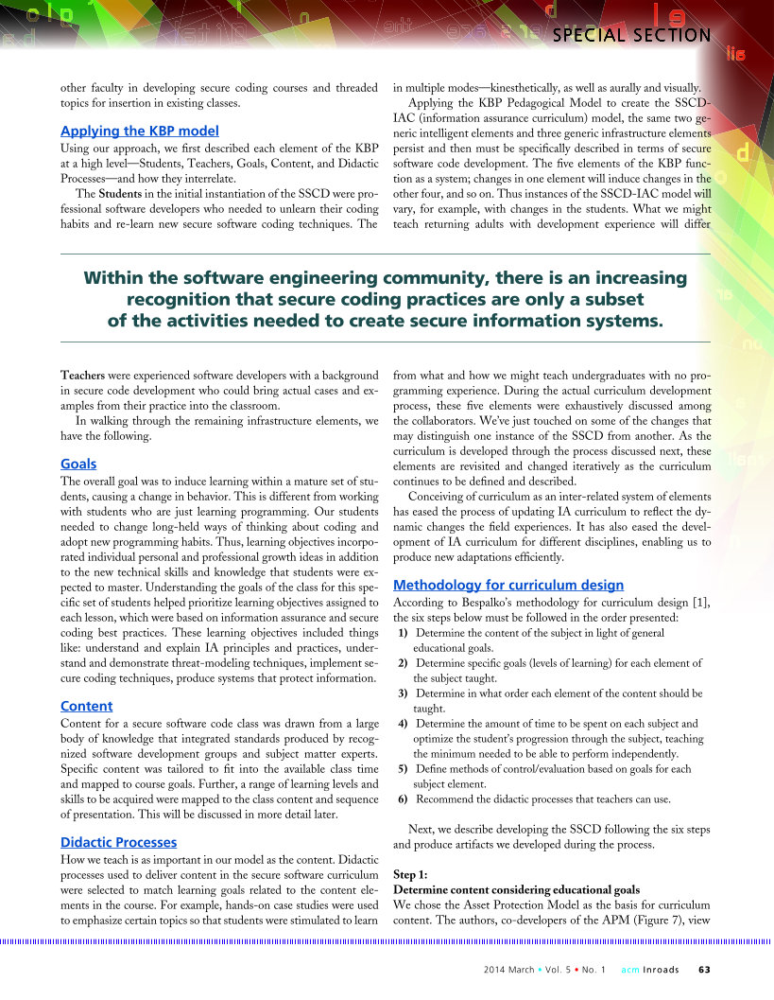 SPECIAL SECTION
other faculty in developing secure coding courses and threaded
topics for insertion in existing classes.
Applying the KBP model
Using our approach, we first described each element of the KBP
at a high level—Students, Teachers, Goals, Content, and Didactic
Processes—and how they interrelate.
The Students in the initial instantiation of the SSCD were pro-
fessional software developers who needed to unlearn their coding
habits and re-learn new secure software coding techniques. The
in multiple modes—kinesthetically, as well as aurally and visually.
Applying the KBP Pedagogical Model to create the SSCD-
IAC (information assurance curriculum) model, the same two ge-
neric intelligent elements and three generic infrastructure elements
persist and then must be specifically described in terms of secure
software code development. The five elements of the KBP func-
tion as a system; changes in one element will induce changes in the
other four, and so on. Thus instances of the SSCD-IAC model will
vary, for example, with changes in the students. What we might
teach returning adults with development experience will differ
Within the software engineering community, there is an increasing
recognition that secure coding practices are only a subset
of the activities needed to create secure information systems.
Teachers were experienced software developers with a background
in secure code development who could bring actual cases and ex-
amples from their practice into the classroom.
In walking through the remaining infrastructure elements, we
have the following.
Goals
The overall goal was to induce learning within a mature set of stu-
dents, causing a change in behavior. This is different from working
with students who are just learning programming. Our students
needed to change long-held ways of thinking about coding and
adopt new programming habits. Thus, learning objectives incorpo-
rated individual personal and professional growth ideas in addition
to the new technical skills and knowledge that students were ex-
pected to master. Understanding the goals of the class for this spe-
cific set of students helped prioritize learning objectives assigned to
each lesson, which were based on information assurance and secure
coding best practices. These learning objectives included things
like: understand and explain IA principles and practices, under-
stand and demonstrate threat-modeling techniques, implement se-
cure coding techniques, produce systems that protect information.
Content
Content for a secure software code class was drawn from a large
body of knowledge that integrated standards produced by recog-
nized software development groups and subject matter experts.
Specific content was tailored to fit into the available class time
and mapped to course goals. Further, a range of learning levels and
skills to be acquired were mapped to the class content and sequence
of presentation. This will be discussed in more detail later.
Didactic Processes
How we teach is as important in our model as the content. Didactic
processes used to deliver content in the secure software curriculum
were selected to match learning goals related to the content ele-
ments in the course. For example, hands-on case studies were used
to emphasize certain topics so that students were stimulated to learn
from what and how we might teach undergraduates with no pro-
gramming experience. During the actual curriculum development
process, these five elements were exhaustively discussed among
the collaborators. We've just touched on some of the changes that
may distinguish one instance of the SSCD from another. As the
curriculum is developed through the process discussed next, these
elements are revisited and changed iteratively as the curriculum
continues to be defined and described.
Conceiving of curriculum as an inter-related system of elements
has eased the process of updating IA curriculum to reflect the dy-
namic changes the field experiences. It has also eased the devel-
opment of IA curriculum for different disciplines, enabling us to
produce new adaptations efficiently.
Methodology for curriculum design
According to Bespalko's methodology for curriculum design [1],
the six steps below must be followed in the order presented:
1) Determine the content of the subject in light of general
educational goals.
2) Determine specific goals (levels of learning) for each element of
the subject taught.
3) Determine in what order each element of the content should be
taught.
4) Determine the amount of time to be spent on each subject and
optimize the student's progression through the subject, teaching
the minimum needed to be able to perform independently.
5) Define methods of control/evaluation based on goals for each
subject element.
6) Recommend the didactic processes that teachers can use.
Next, we describe developing the SSCD following the six steps
and produce artifacts we developed during the process.
Step 1:
Determine content considering educational goals
We chose the Asset Protection Model as the basis for curriculum
content. The authors, co-developers of the APM (Figure 7), view
2014 March • Vol. 5 • No. 1 acm Inroads 63